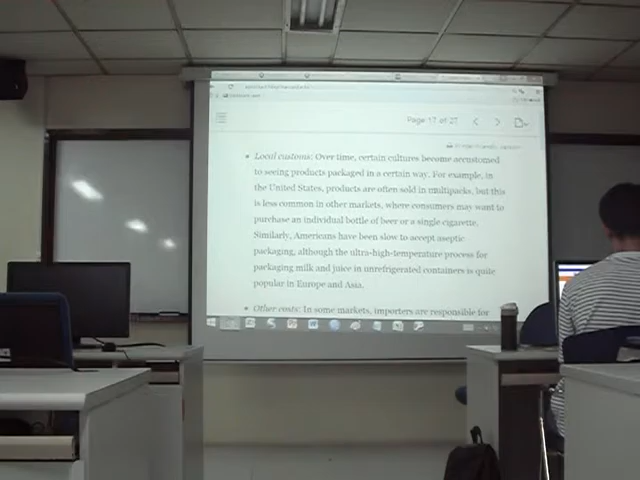 Page 17 of 27
• Local customs: Over time, certain cultures become accustomed
to seeing products packaged in a certain way. For example, in
the United States, products are often sold in multipacks, but this
is less common in other markets, where consumers may want to
purchase an individual bottle of beer or a single cigarette.
Similarly, Americans have been slow to accept aseptic
packaging, although the ultra-high-temperature process for
packaging milk and juice in unrefrigerated containers is quite
popular in Europe and Asia.
• Other costs: In some markets, importers are responsible for